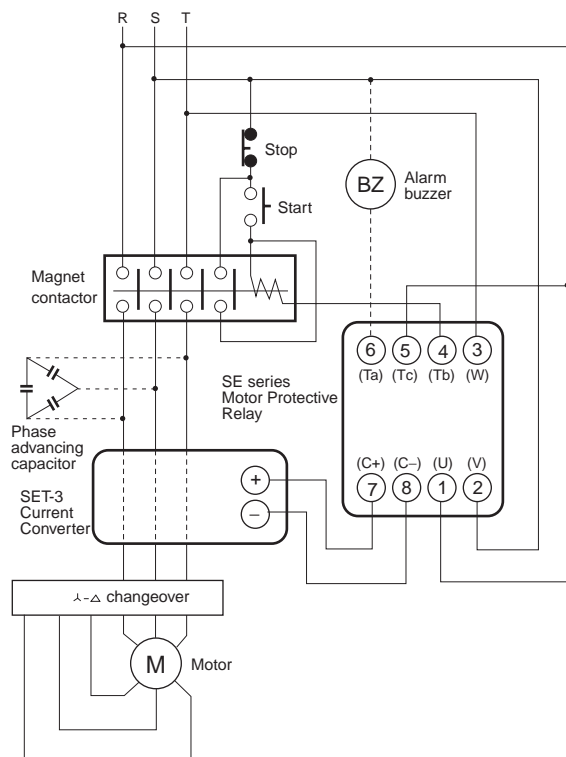 R S T
Stop
BZ
Alarm
buzzer
Start
Magnet
contactor
6 5 4 3
(Ta) (Tc) (Tb) (W)
SE series
Motor Protective
Relay
Phase
advancing
capacitor
(C+) (C−) (U) (V)
7 8 1 2
+
−
SET-3
Current
Converter
⅄-△ changeover
M
Motor